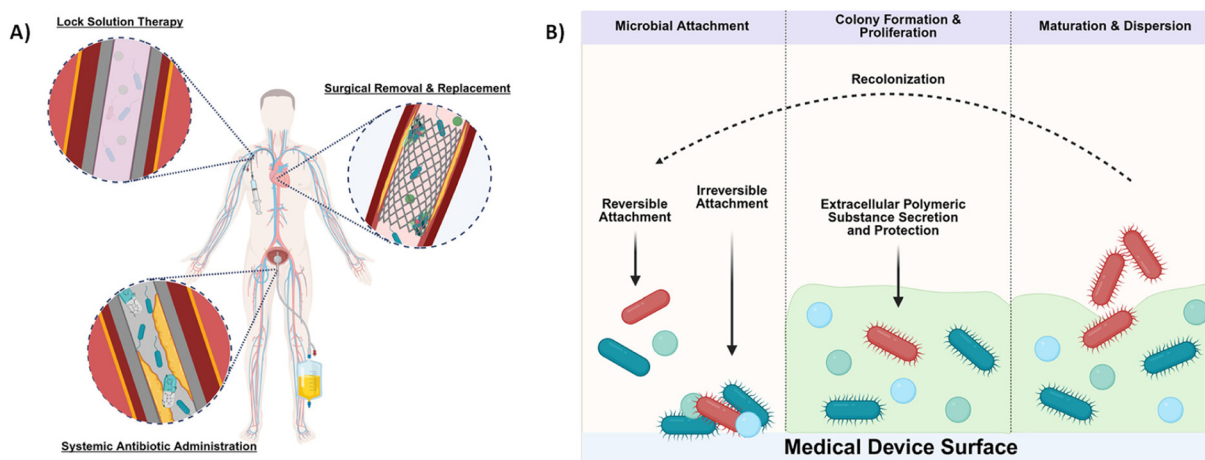 A)
Lock Solution Therapy
Surgical Removal & Replacement
Systemic Antibiotic Administration
B)
Microbial Attachment
Colony Formation &
Proliferation
Maturation & Dispersion
Recolonization
Reversible
Attachment
Irreversible
Attachment
Extracellular Polymeric
Substance Secretion
and Protection
Medical Device Surface